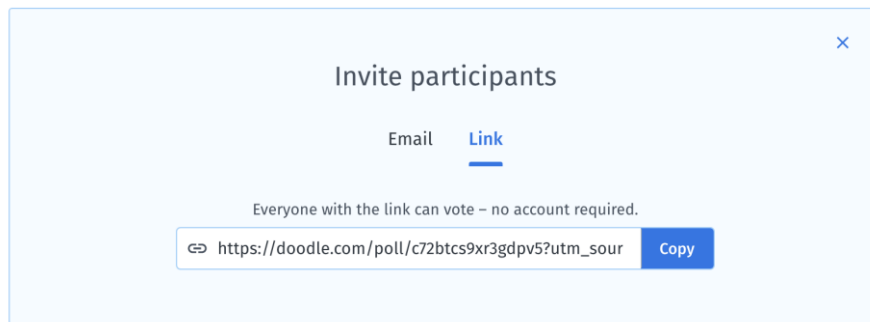 Invite participants
Email Link
Everyone with the link can vote – no account required.
https://doodle.com/poll/c72btcs9xr3gdpv5?utm_sour Copy